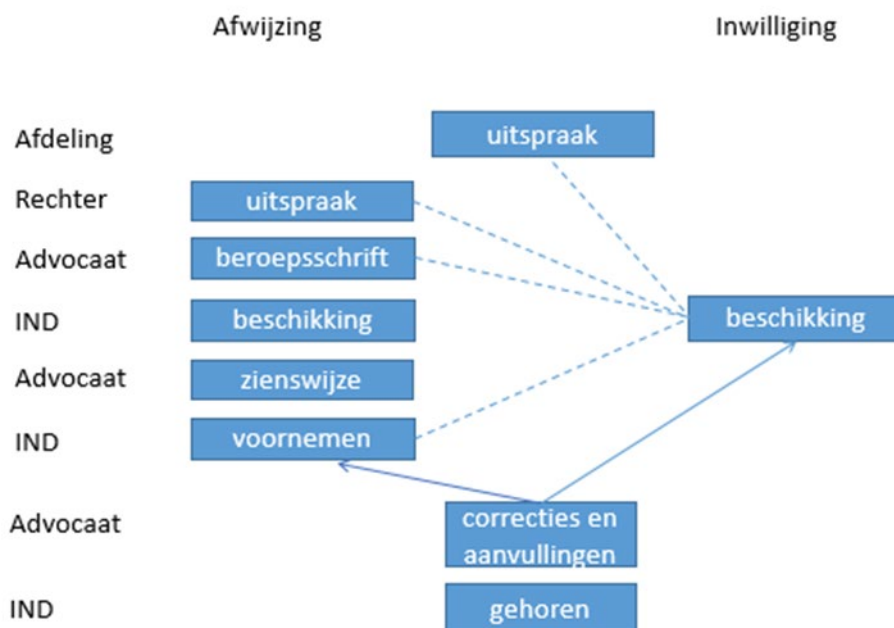 Afwijzing Inwilliging
Afdeling uitspraak
Rechter uitspraak
Advocaat beroepsschrift
IND beschikking beschikking
Advocaat zienswijze
IND voornemen
Advocaat correcties en
aanvullingen
IND gehoren